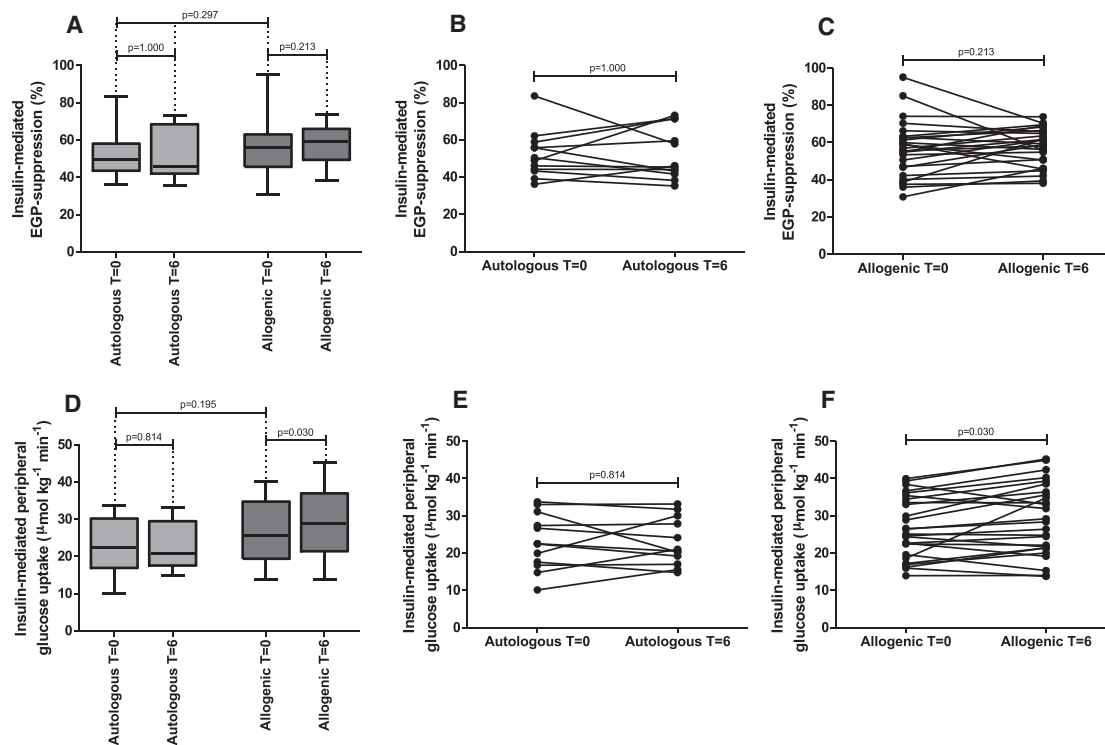 A
p=0.297
p=1.000
p=0.213
Insulin-mediated
EGP-suppression (%)
100
80
60
40
20
0
Autologous T=0
Autologous T=6
Allogenic T=0
Allogenic T=6
B
p=1.000
Insulin-mediated
EGP-suppression (%)
100
80
60
40
20
0
Autologous T=0
Autologous T=6
C
p=0.213
Insulin-mediated
EGP-suppression (%)
100
80
60
40
20
0
Allogenic T=0
Allogenic T=6
D
p=0.195
p=0.814
p=0.030
Insulin-mediated peripheral
glucose uptake (µmol kg⁻¹ min⁻¹)
50
40
30
20
10
0
Autologous T=0
Autologous T=6
Allogenic T=0
Allogenic T=6
E
p=0.814
Insulin-mediated peripheral
glucose uptake (µmol kg⁻¹ min⁻¹)
50
40
30
20
10
0
Autologous T=0
Autologous T=6
F
p=0.030
Insulin-mediated peripheral
glucose uptake (µmol kg⁻¹ min⁻¹)
50
40
30
20
10
0
Allogenic T=0
Allogenic T=6